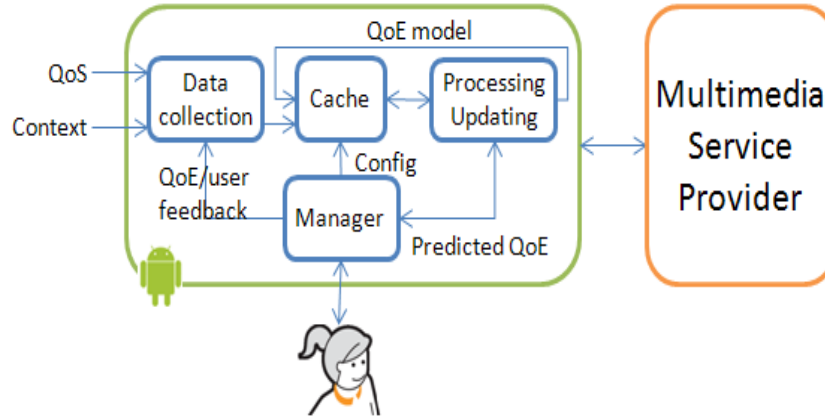 QoE model
QoS
Context
Data
collection
Cache
Processing
Updating
Multimedia
Service
Provider
QoE/user
feedback
Config
Manager
Predicted QoE